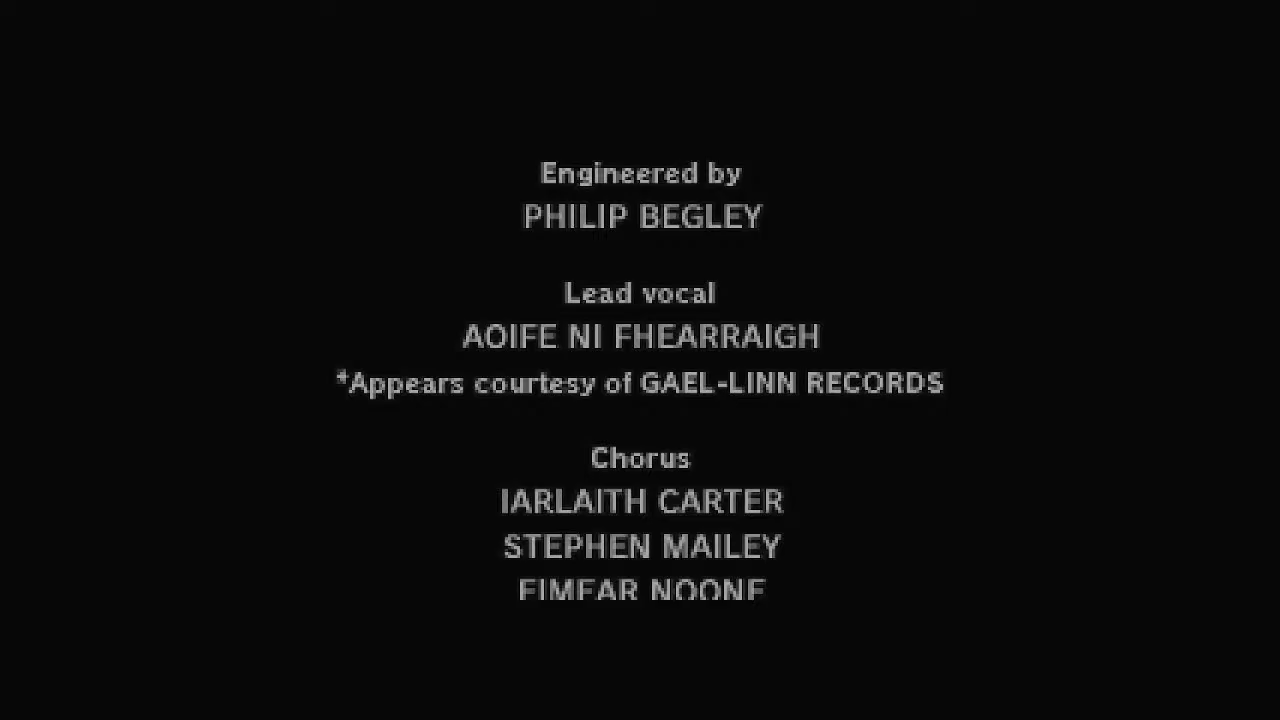 Engineered by
PHILIP BEGLEY
Lead vocal
AOIFE NI FHEARRAIGH
*Appears courtesy of GAEL-LINN RECORDS
Chorus
IARLAITH CARTER
STEPHEN MAILEY
EIMEAR NOONE